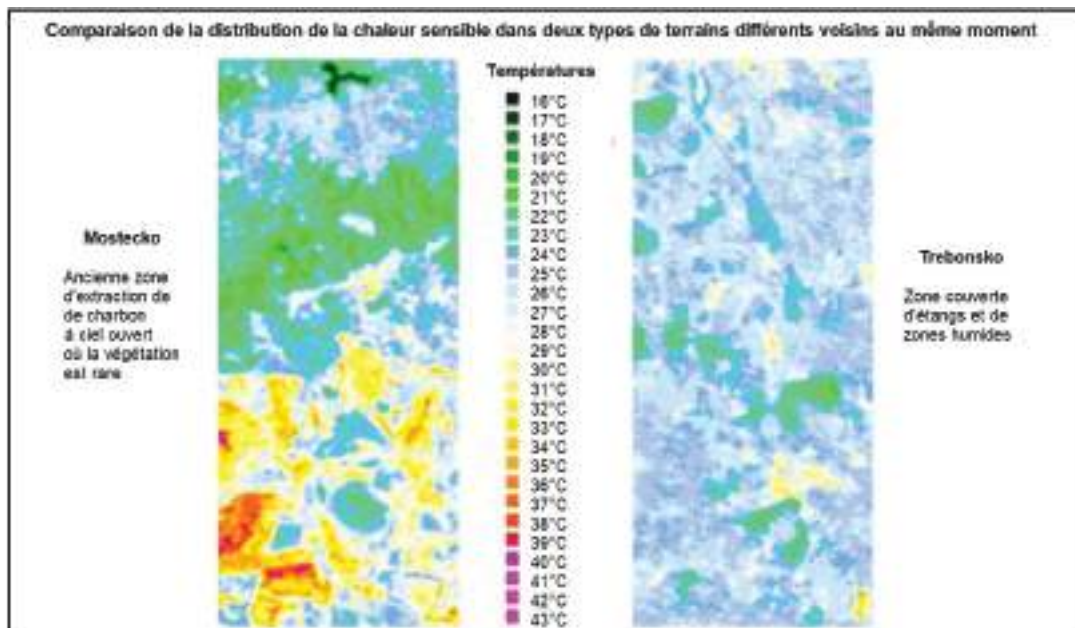 Comparaison de la distribution de la chaleur sensible dans deux types de terrains différents voisins au même moment
Températures
16°C
17°C
18°C
19°C
20°C
21°C
22°C
23°C
24°C
25°C
26°C
27°C
28°C
29°C
30°C
31°C
32°C
33°C
34°C
35°C
36°C
37°C
38°C
39°C
40°C
41°C
42°C
43°C
Mostecko
Ancienne zone
d'extraction de
de charbon
à ciel ouvert
où la végétation
est rare
Trebonsko
Zone couverte
d'étangs et de
zones humides